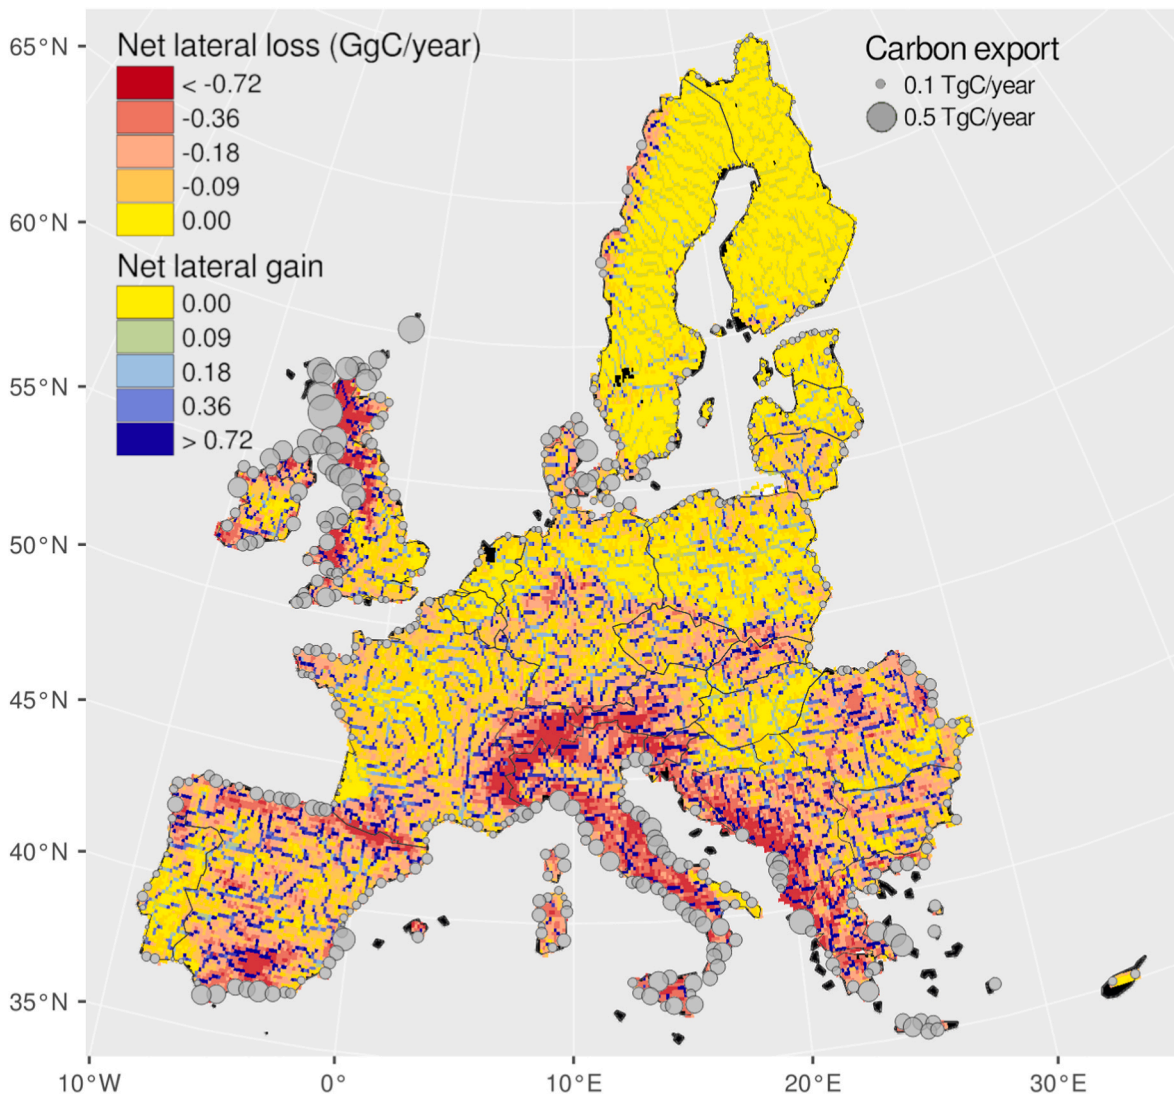 Net lateral loss (GgC/year)
< -0.72
-0.36
-0.18
-0.09
0.00
Net lateral gain
0.00
0.09
0.18
0.36
> 0.72
Carbon export
0.1 TgC/year
0.5 TgC/year
65°N
60°N
55°N
50°N
45°N
40°N
35°N
10°W
0°
10°E
20°E
30°E